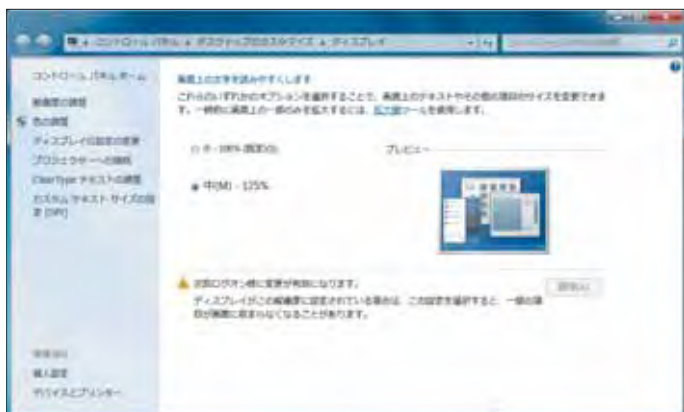 コントロール パネル ▸ デスクトップのカスタマイズ ▸ ディスプレイ
コントロール パネル ホーム
解像度の調整
色の調整
ディスプレイの設定の変更
プロジェクターへの接続
ClearType テキストの調整
カスタム テキスト サイズの設
定 (DPI)
関連項目
個人設定
デバイスとプリンター
画面上の文字を読みやすくします
これらのいずれかのオプションを選択することで、画面上のテキストやその他の項目のサイズを変更できま
す。一時的に画面上の一部のみを拡大するには、拡大鏡ツールを使用します。
小 - 100% (既定)(S)
プレビュー
中(M) - 125%
次回ログオン時に変更が有効になります。
ディスプレイがこの解像度に設定されている場合は、この設定を選択すると、一部の項
目が画面に収まらなくなることがあります。
適用(A)